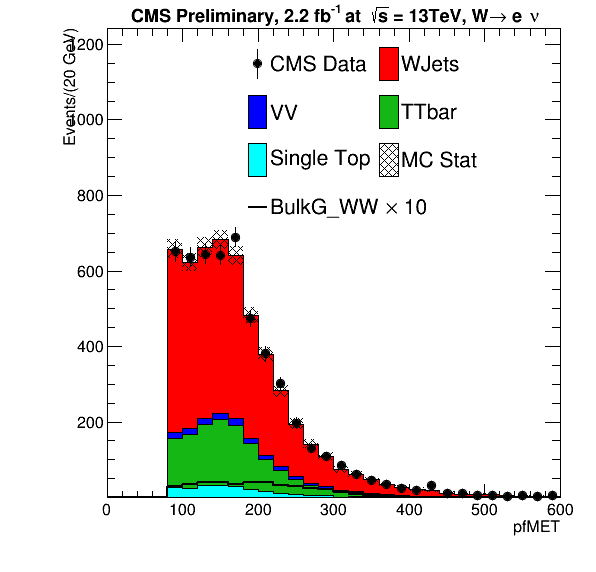 CMS Preliminary, 2.2 fb⁻¹ at √s = 13TeV, W→ e ν
Events/(20 GeV)
1200
1000
800
600
400
200
CMS Data
WJets
VV
TTbar
Single Top
MC Stat
BulkG_WW × 10
0
100
200
300
400
500
600
pfMET